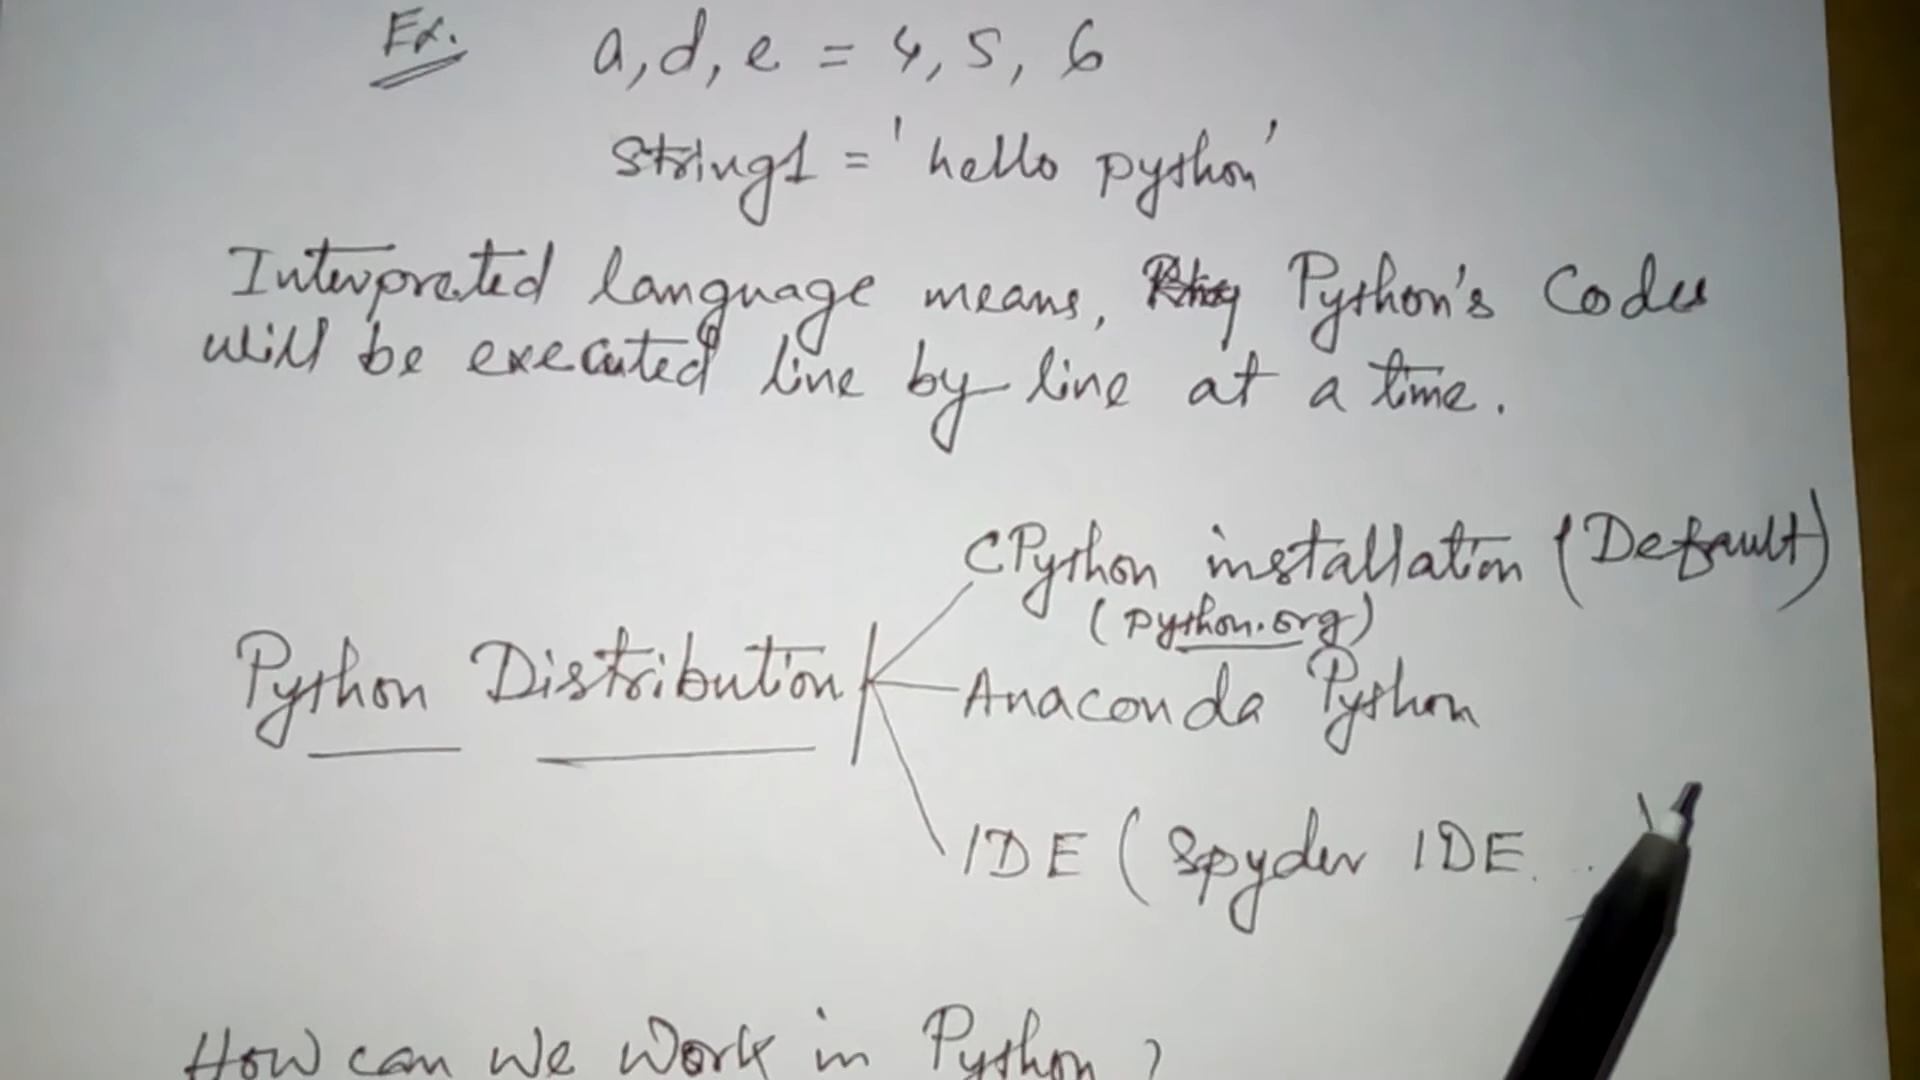 Ex. a, d, e = 4, 5, 6
String1 = 'hello python'
Interpreted language means, Python's Codes
will be executed line by line at a time.
CPython installation (Default)
(python.org)
Python Distribution
Anaconda Python
IDE (Spyder IDE
How can we work in Python?